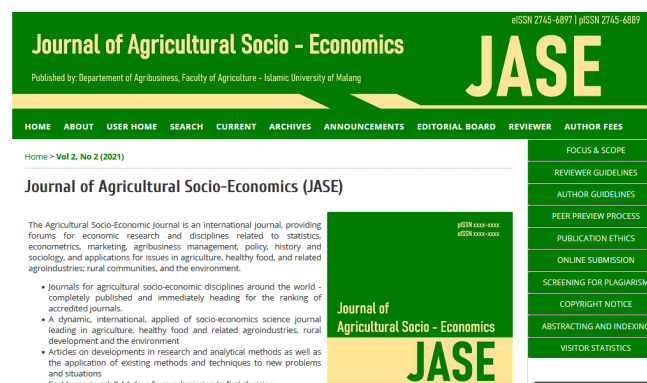 eISSN 2745-6897 | pISSN 2745-6889
Journal of Agricultural Socio - Economics
JASE
Published by: Departement of Agribusiness, Faculty of Agriculture - Islamic University of Malang
HOME ABOUT USER HOME SEARCH CURRENT ARCHIVES ANNOUNCEMENTS EDITORIAL BOARD REVIEWER AUTHOR FEES
Home > Vol 2, No 2 (2021)
Journal of Agricultural Socio-Economics (JASE)
The Agricultural Socio-Economic Journal is an international journal, providing
forums for economic research and disciplines related to statistics,
econometrics, marketing, agribusiness management, policy, history and
sociology, and applications for issues in agriculture, healthy food, and related
agroindustries; rural communities, and the environment.
• Journals for agricultural socio-economic disciplines around the world -
completely published and immediately heading for the ranking of
accredited journals.
• A dynamic, international, applied of socio-economics science journal
leading in agriculture, healthy food and related agroindustries, rural
development and the environment
• Articles on developments in research and analytical methods as well as
the application of existing methods and techniques to new problems
and situations
pISSN xxxx-xxxx
eISSN xxxx-xxxx
Journal of
Agricultural Socio - Economics
JASE
FOCUS & SCOPE
REVIEWER GUIDELINES
AUTHOR GUIDELINES
PEER PREVIEW PROCESS
PUBLICATION ETHICS
ONLINE SUBMISSION
SCREENING FOR PLAGIARISM
COPYRIGHT NOTICE
ABSTRACTING AND INDEXING
VISITOR STATISTICS